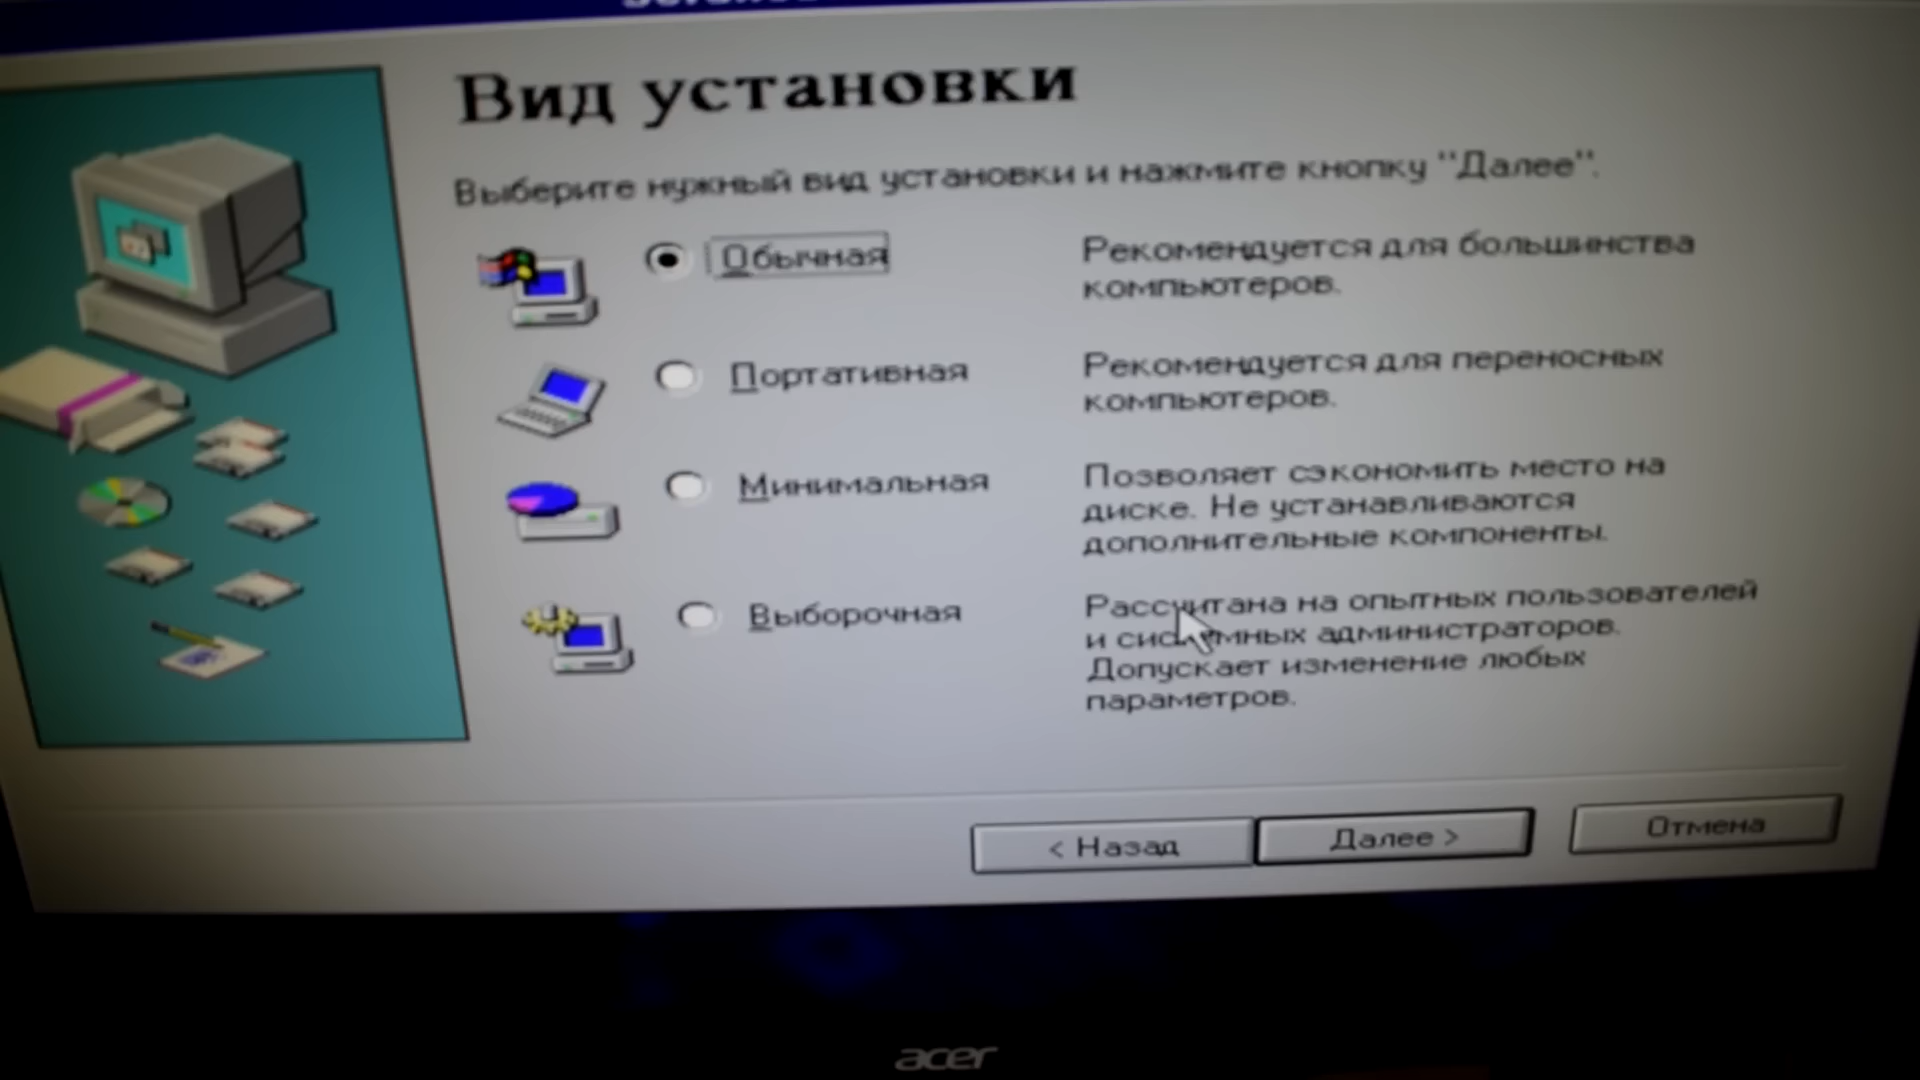 Вид установки
Выберите нужный вид установки и нажмите кнопку "Далее".
Обычная
Рекомендуется для большинства
компьютеров.
Портативная
Рекомендуется для переносных
компьютеров.
Минимальная
Позволяет сэкономить место на
диске. Не устанавливаются
дополнительные компоненты.
Выборочная
Рассчитана на опытных пользователей
и системных администраторов.
Допускает изменение любых
параметров.
< Назад
Далее >
Отмена
acer